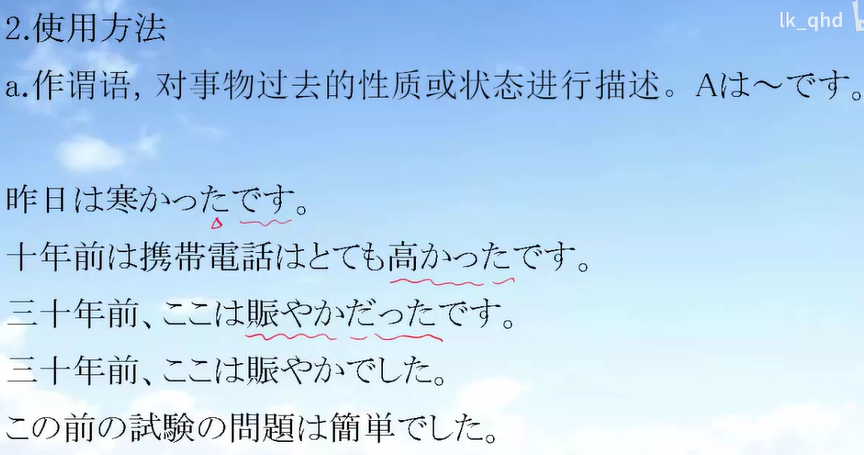 2.使用方法
lk_qhd
a.作谓语, 对事物过去的性质或状态进行描述。Aは～です。
昨日は寒かったです。
十年前は携帯電話はとても高かったです。
三十年前、ここは賑やかだったです。
三十年前、ここは賑やかでした。
この前の試験の問題は簡単でした。